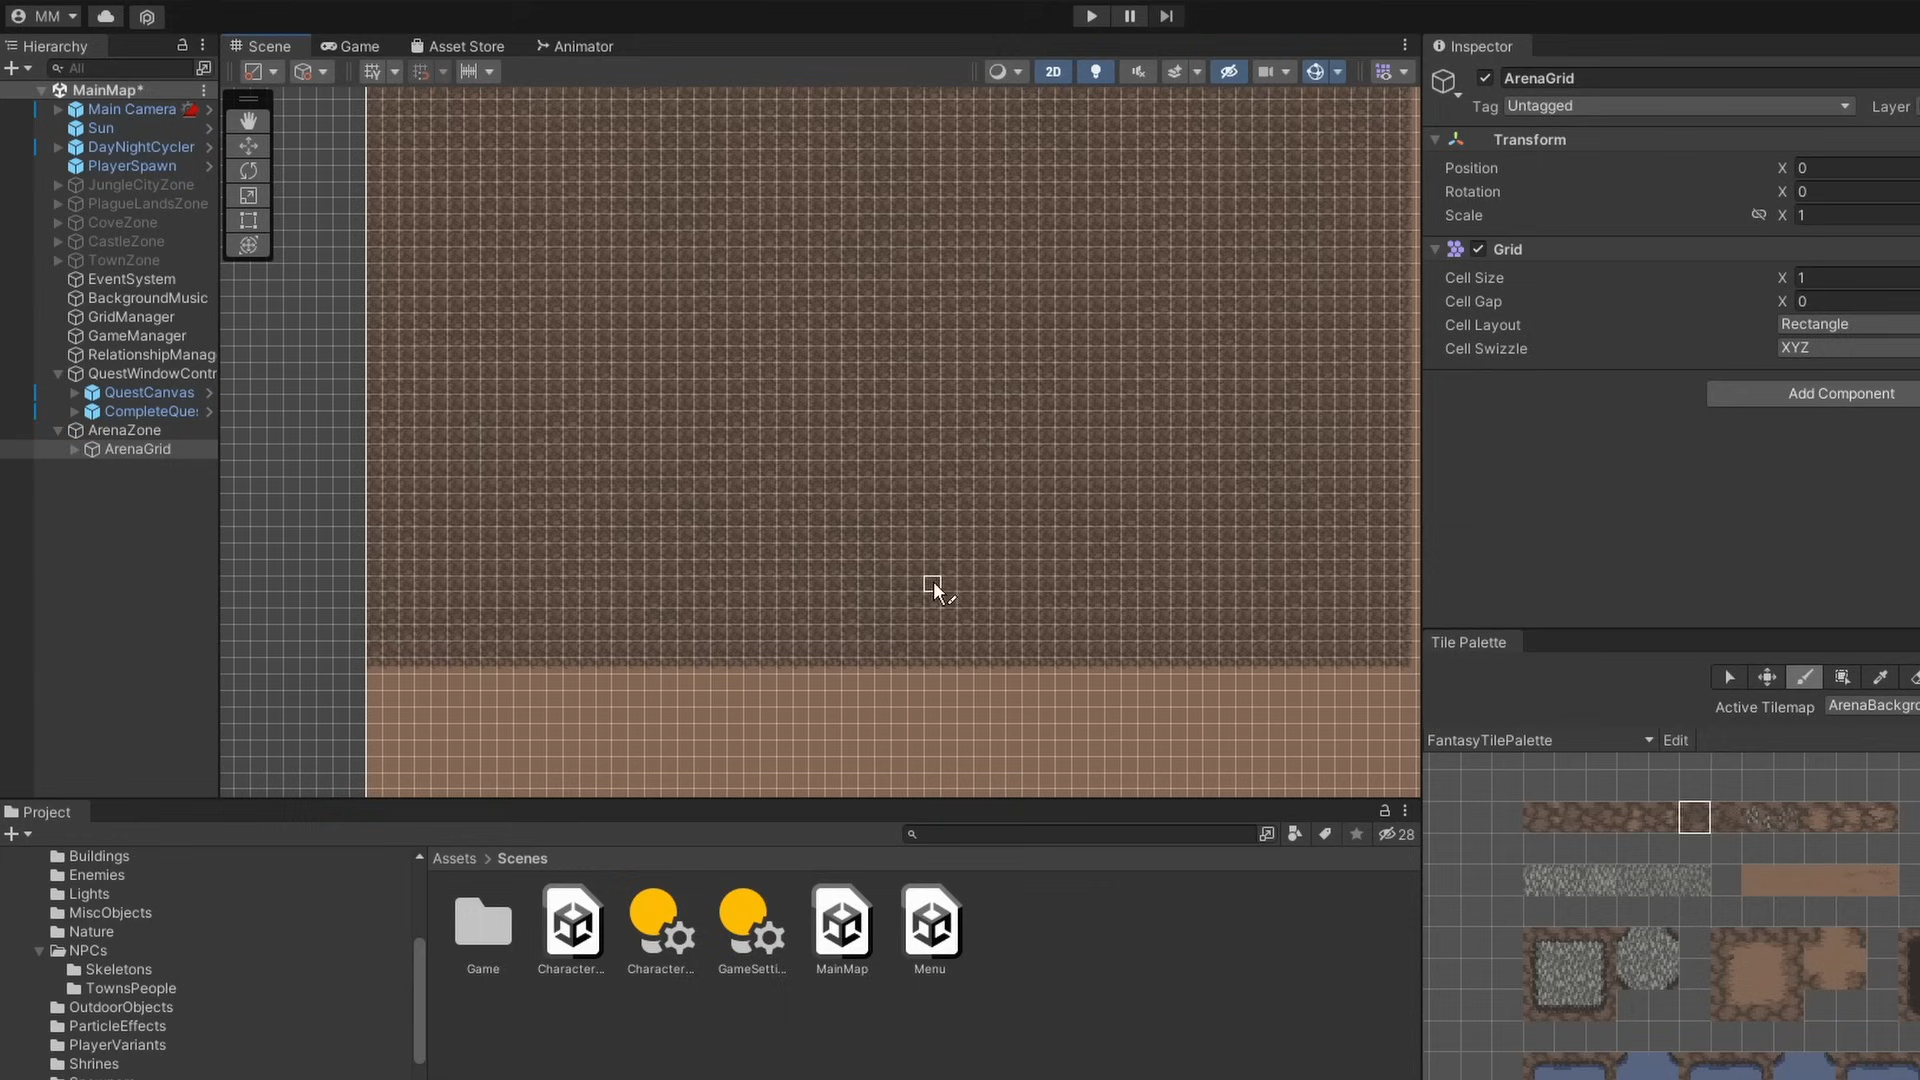 MM
Hierarchy
All
MainMap*
Main Camera
Sun
DayNightCycler
PlayerSpawn
JungleCityZone
PlagueLandsZone
CoveZone
CastleZone
TownZone
EventSystem
BackgroundMusic
GridManager
GameManager
RelationshipManag
QuestWindowContr
QuestCanvas
CompleteQue
ArenaZone
ArenaGrid
Scene Game Asset Store Animator
2D
Inspector
ArenaGrid
Tag Untagged Layer
Transform
Position X 0
Rotation X 0
Scale X 1
Grid
Cell Size X 1
Cell Gap X 0
Cell Layout Rectangle
Cell Swizzle XYZ
Add Component
Tile Palette
Active Tilemap ArenaBackgro
FantasyTilePalette Edit
Project
28
Buildings
Enemies
Lights
MiscObjects
Nature
NPCs
Skeletons
TownsPeople
OutdoorObjects
ParticleEffects
PlayerVariants
Shrines
Assets > Scenes
Game Character... Character... GameSetti... MainMap Menu